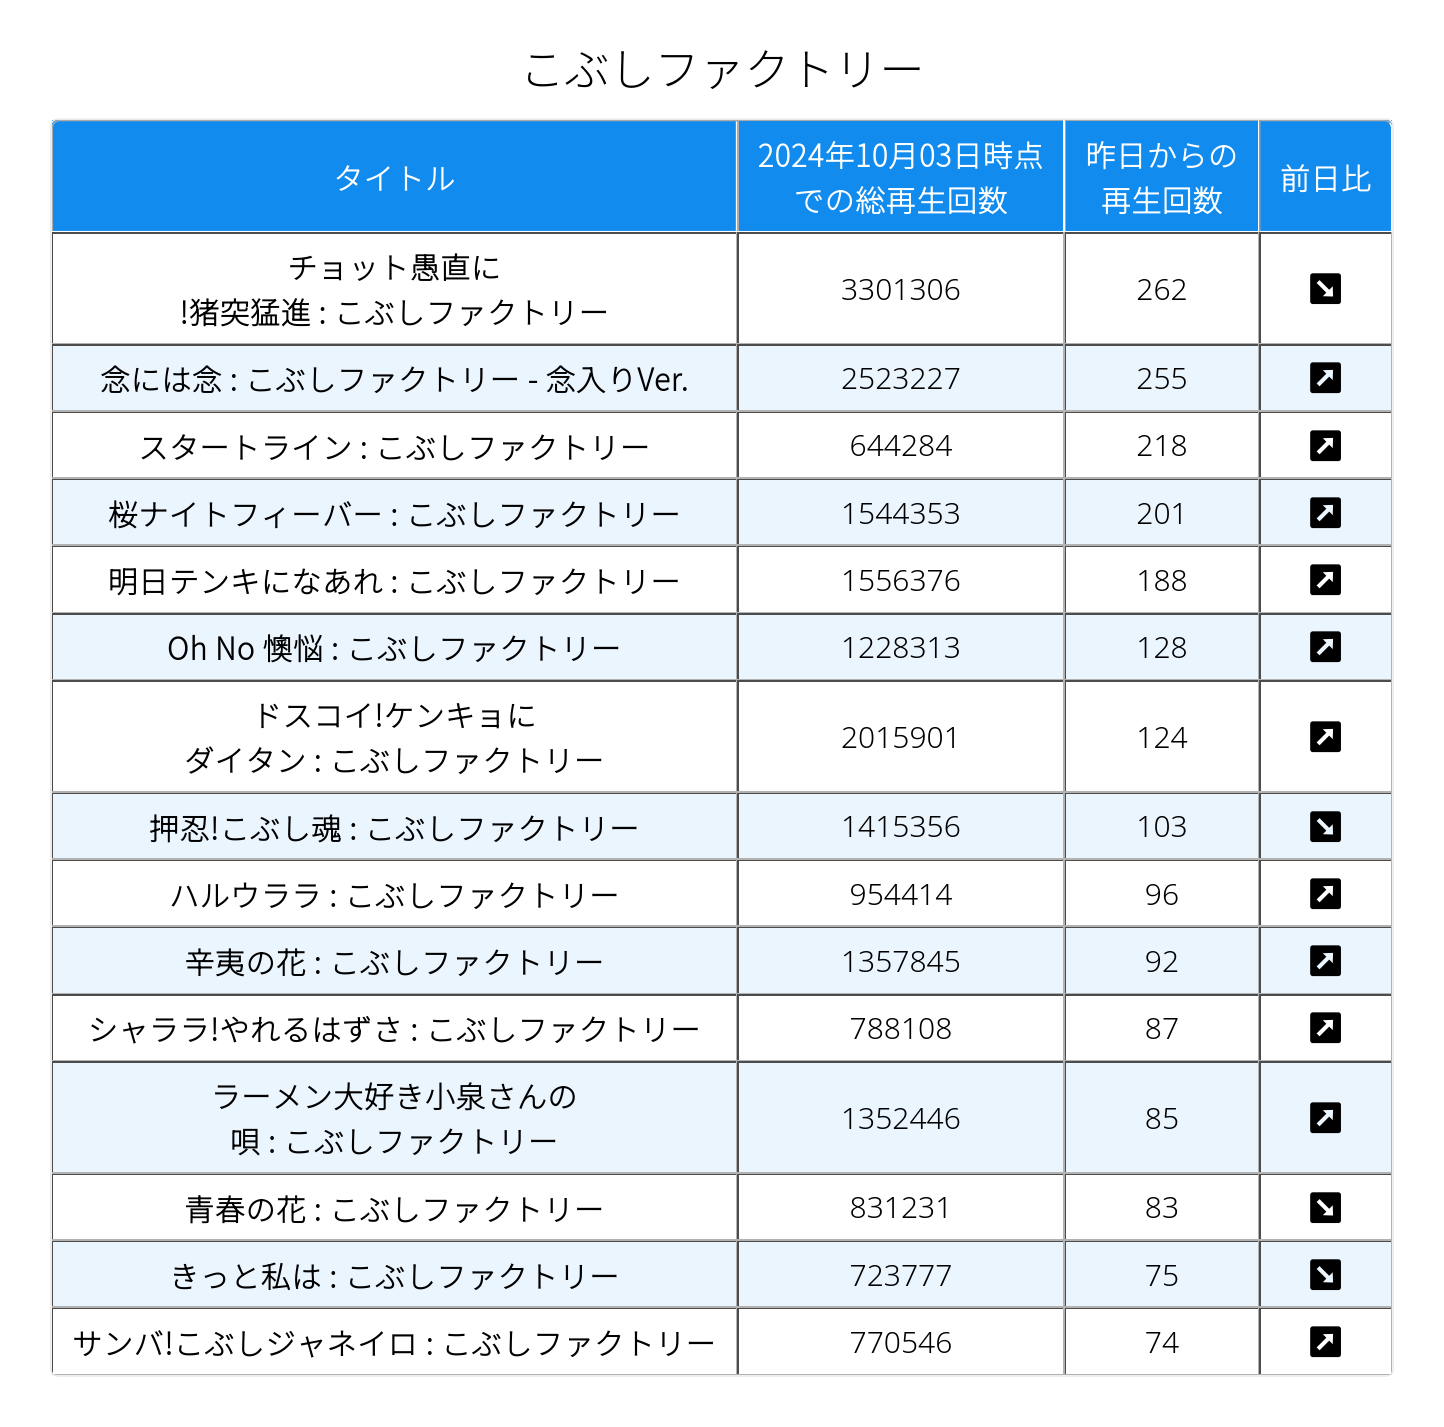 こぶしファクトリー
タイトル
2024年10月03日時点
での総再生回数
昨日からの
再生回数
前日比
チョット愚直に
!猪突猛進 : こぶしファクトリー
3301306
262
念には念 : こぶしファクトリー - 念入りVer.
2523227
255
スタートライン : こぶしファクトリー
644284
218
桜ナイトフィーバー : こぶしファクトリー
1544353
201
明日テンキになあれ : こぶしファクトリー
1556376
188
Oh No 懊悩 : こぶしファクトリー
1228313
128
ドスコイ!ケンキョに
ダイタン : こぶしファクトリー
2015901
124
押忍!こぶし魂 : こぶしファクトリー
1415356
103
ハルウララ : こぶしファクトリー
954414
96
辛夷の花 : こぶしファクトリー
1357845
92
シャララ!やれるはずさ : こぶしファクトリー
788108
87
ラーメン大好き小泉さんの
唄 : こぶしファクトリー
1352446
85
青春の花 : こぶしファクトリー
831231
83
きっと私は : こぶしファクトリー
723777
75
サンバ!こぶしジャネイロ : こぶしファクトリー
770546
74